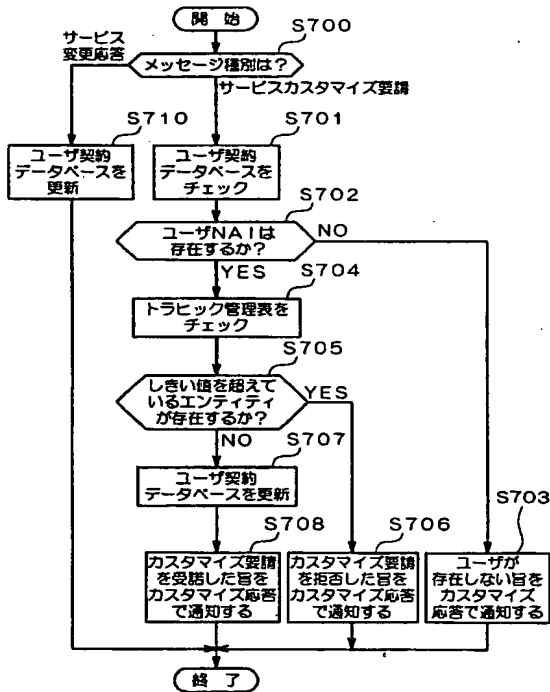 開 始
S700
サービス
変更応答
メッセージ種別は？
サービスカスタマイズ要請
S710
S701
ユーザ契約
データベースを
更新
ユーザ契約
データベースを
チェック
S702
ユーザNAIは
存在するか？
NO
YES
S704
トラヒック管理表を
チェック
S705
しきい値を超えて
いるエンティティ
が存在するか？
YES
NO
S707
ユーザ契約
データベースを更新
S708
S706
S703
カスタマイズ要請
を受諾した旨を
カスタマイズ応答
で通知する
カスタマイズ要請
を拒否した旨を
カスタマイズ応答
で通知する
ユーザが
存在しない旨を
カスタマイズ
応答で通知する
終 了